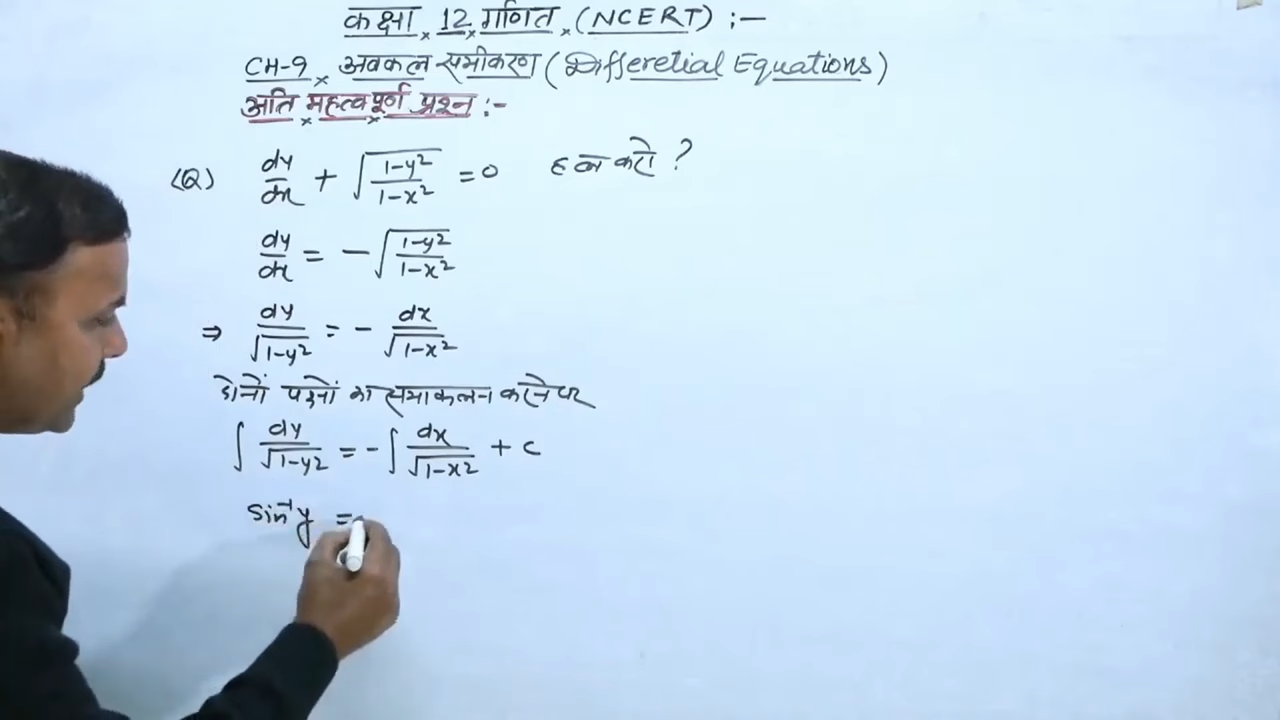 कक्षा × 12 × गणित × (NCERT) :-
CH-9 × अवकल समीकरण (Differetial Equations)
अति × महत्व × पूर्ण प्रश्न :-
(Q) dy/dx + √((1-y²)/(1-x²)) = 0 हल करो ?
dy/dx = -√((1-y²)/(1-x²))
⇒ dy/√(1-y²) = - dx/√(1-x²)
दोनों पक्षों का समाकलन करने पर
∫ dy/√(1-y²) = -∫ dx/√(1-x²) + c
sin⁻¹y =